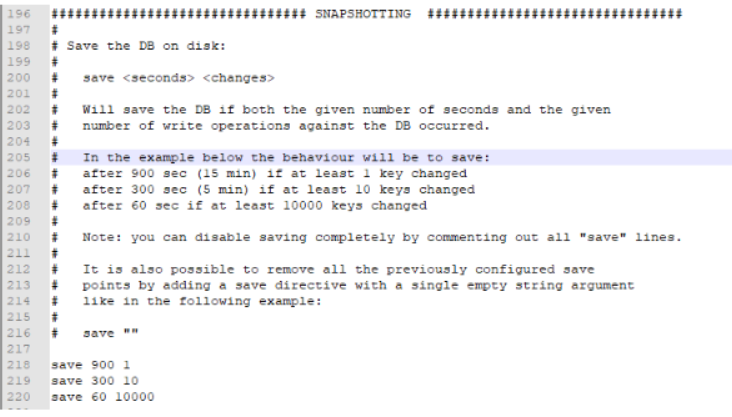 196 ################################ SNAPSHOTTING ################################
197 #
198 # Save the DB on disk:
199 #
200 #   save <seconds> <changes>
201 #
202 #   Will save the DB if both the given number of seconds and the given
203 #   number of write operations against the DB occurred.
204 #
205 #   In the example below the behaviour will be to save:
206 #   after 900 sec (15 min) if at least 1 key changed
207 #   after 300 sec (5 min) if at least 10 keys changed
208 #   after 60 sec if at least 10000 keys changed
209 #
210 #   Note: you can disable saving completely by commenting out all "save" lines.
211 #
212 #   It is also possible to remove all the previously configured save
213 #   points by adding a save directive with a single empty string argument
214 #   like in the following example:
215 #
216 #   save ""
217
218 save 900 1
219 save 300 10
220 save 60 10000